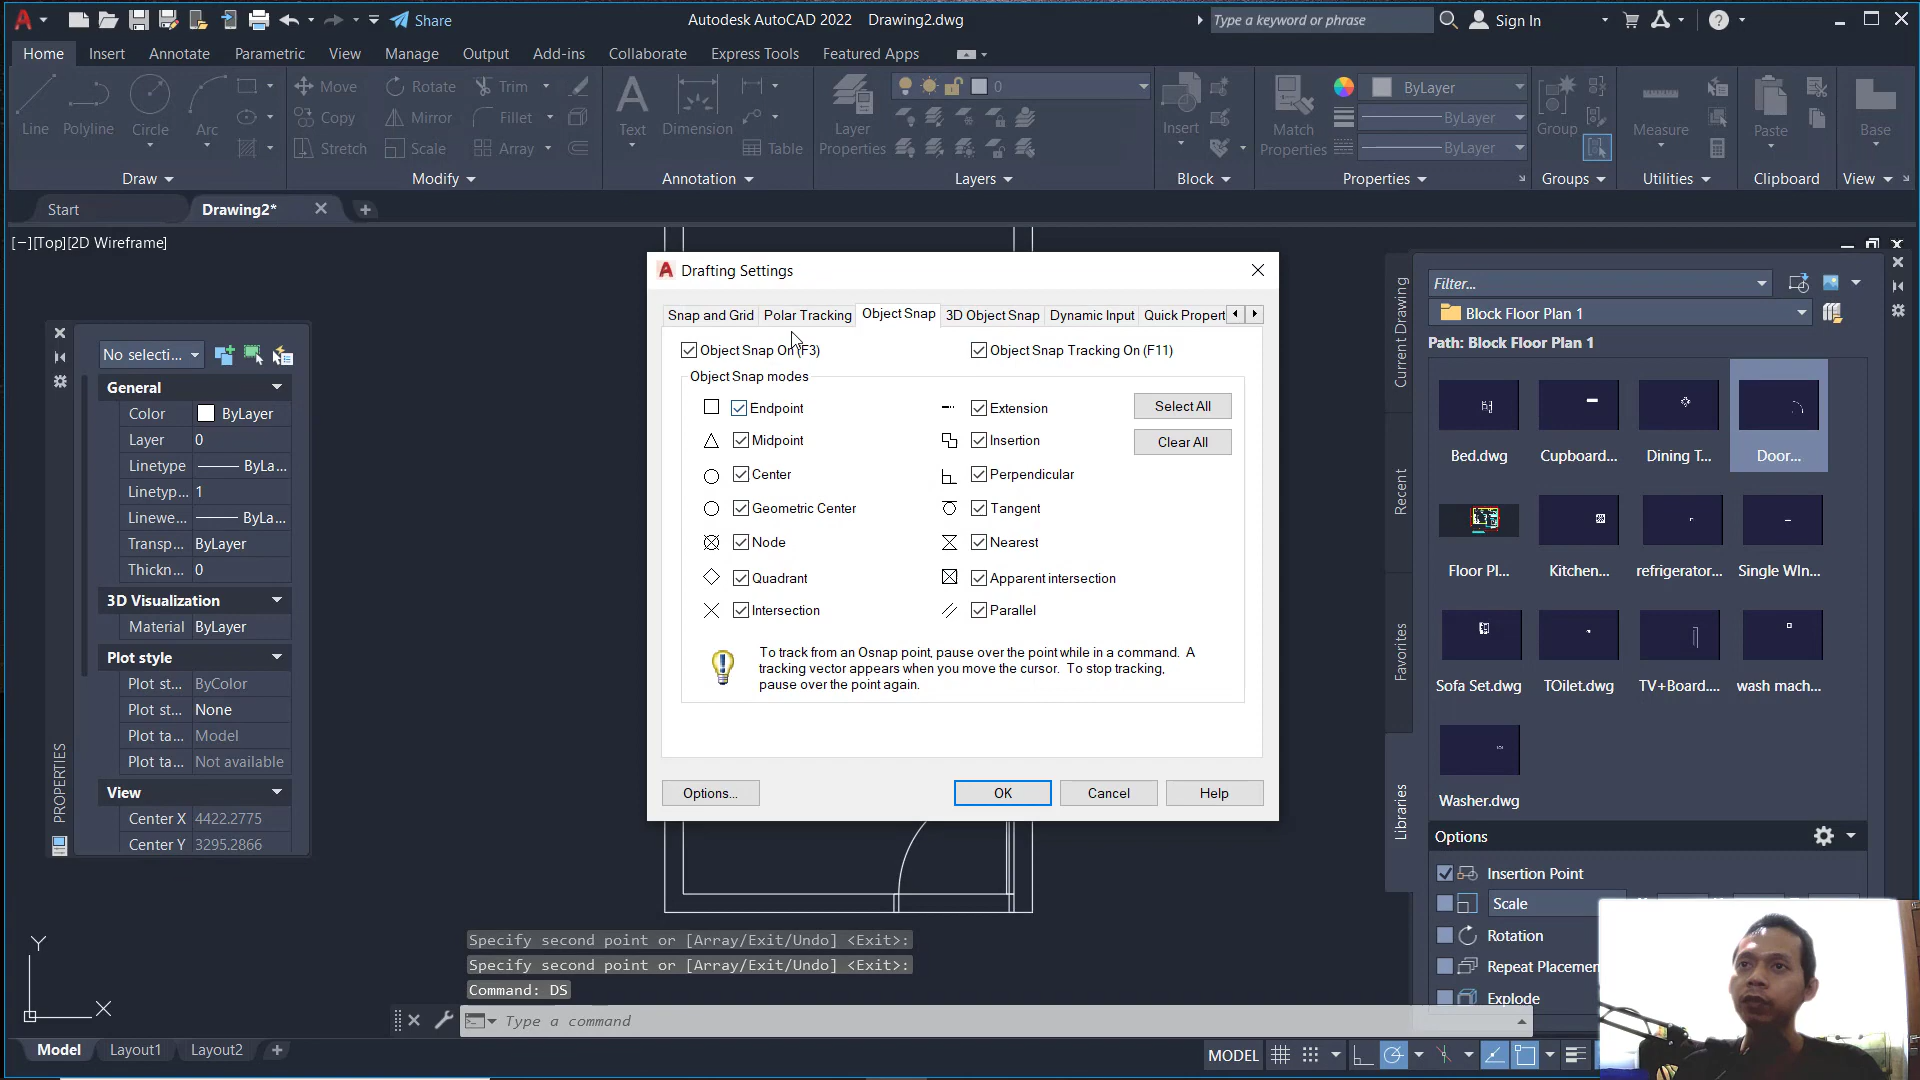 Share
Autodesk AutoCAD 2022 Drawing2.dwg
Type a keyword or phrase
Sign In
Home Insert Annotate Parametric View Manage Output Add-ins Collaborate Express Tools Featured Apps
Line Polyline Circle Arc
Move Rotate Trim
Copy Mirror Fillet
Stretch Scale Array
Text Dimension Table
Layer Properties
0
Insert
Match Properties
ByLayer
ByLayer
ByLayer
Group
Measure
Paste
Base
Draw Modify Annotation Layers Block Properties Groups Utilities Clipboard View
Start Drawing2*
[−][Top][2D Wireframe]
No selecti...
General
Color ByLayer
Layer 0
Linetype ByLa...
Linetyp... 1
Linewe... ByLa...
Transp... ByLayer
Thickn... 0
3D Visualization
Material ByLayer
Plot style
Plot st... ByColor
Plot st... None
Plot ta... Model
Plot ta... Not available
View
Center X 4422.2775
Center Y 3295.2866
PROPERTIES
Drafting Settings
Snap and Grid Polar Tracking Object Snap 3D Object Snap Dynamic Input Quick Propert
Object Snap On (F3)
Object Snap Tracking On (F11)
Object Snap modes
Endpoint Extension Select All
Midpoint Insertion Clear All
Center Perpendicular
Geometric Center Tangent
Node Nearest
Quadrant Apparent intersection
Intersection Parallel
To track from an Osnap point, pause over the point while in a command. A
tracking vector appears when you move the cursor. To stop tracking,
pause over the point again.
Options... OK Cancel Help
Current Drawing
Recent
Favorites
Libraries
Filter...
Block Floor Plan 1
Path: Block Floor Plan 1
Bed.dwg Cupboard... Dining T... Door...
Floor Pl... Kitchen... refrigerator... Single WIn...
Sofa Set.dwg TOilet.dwg TV+Board.... wash mach...
Washer.dwg
Options
Insertion Point
Scale
Rotation
Repeat Placemen
Explode
Specify second point or [Array/Exit/Undo] <Exit>:
Specify second point or [Array/Exit/Undo] <Exit>:
Command: DS
Type a command
Y
X
Model Layout1 Layout2
MODEL